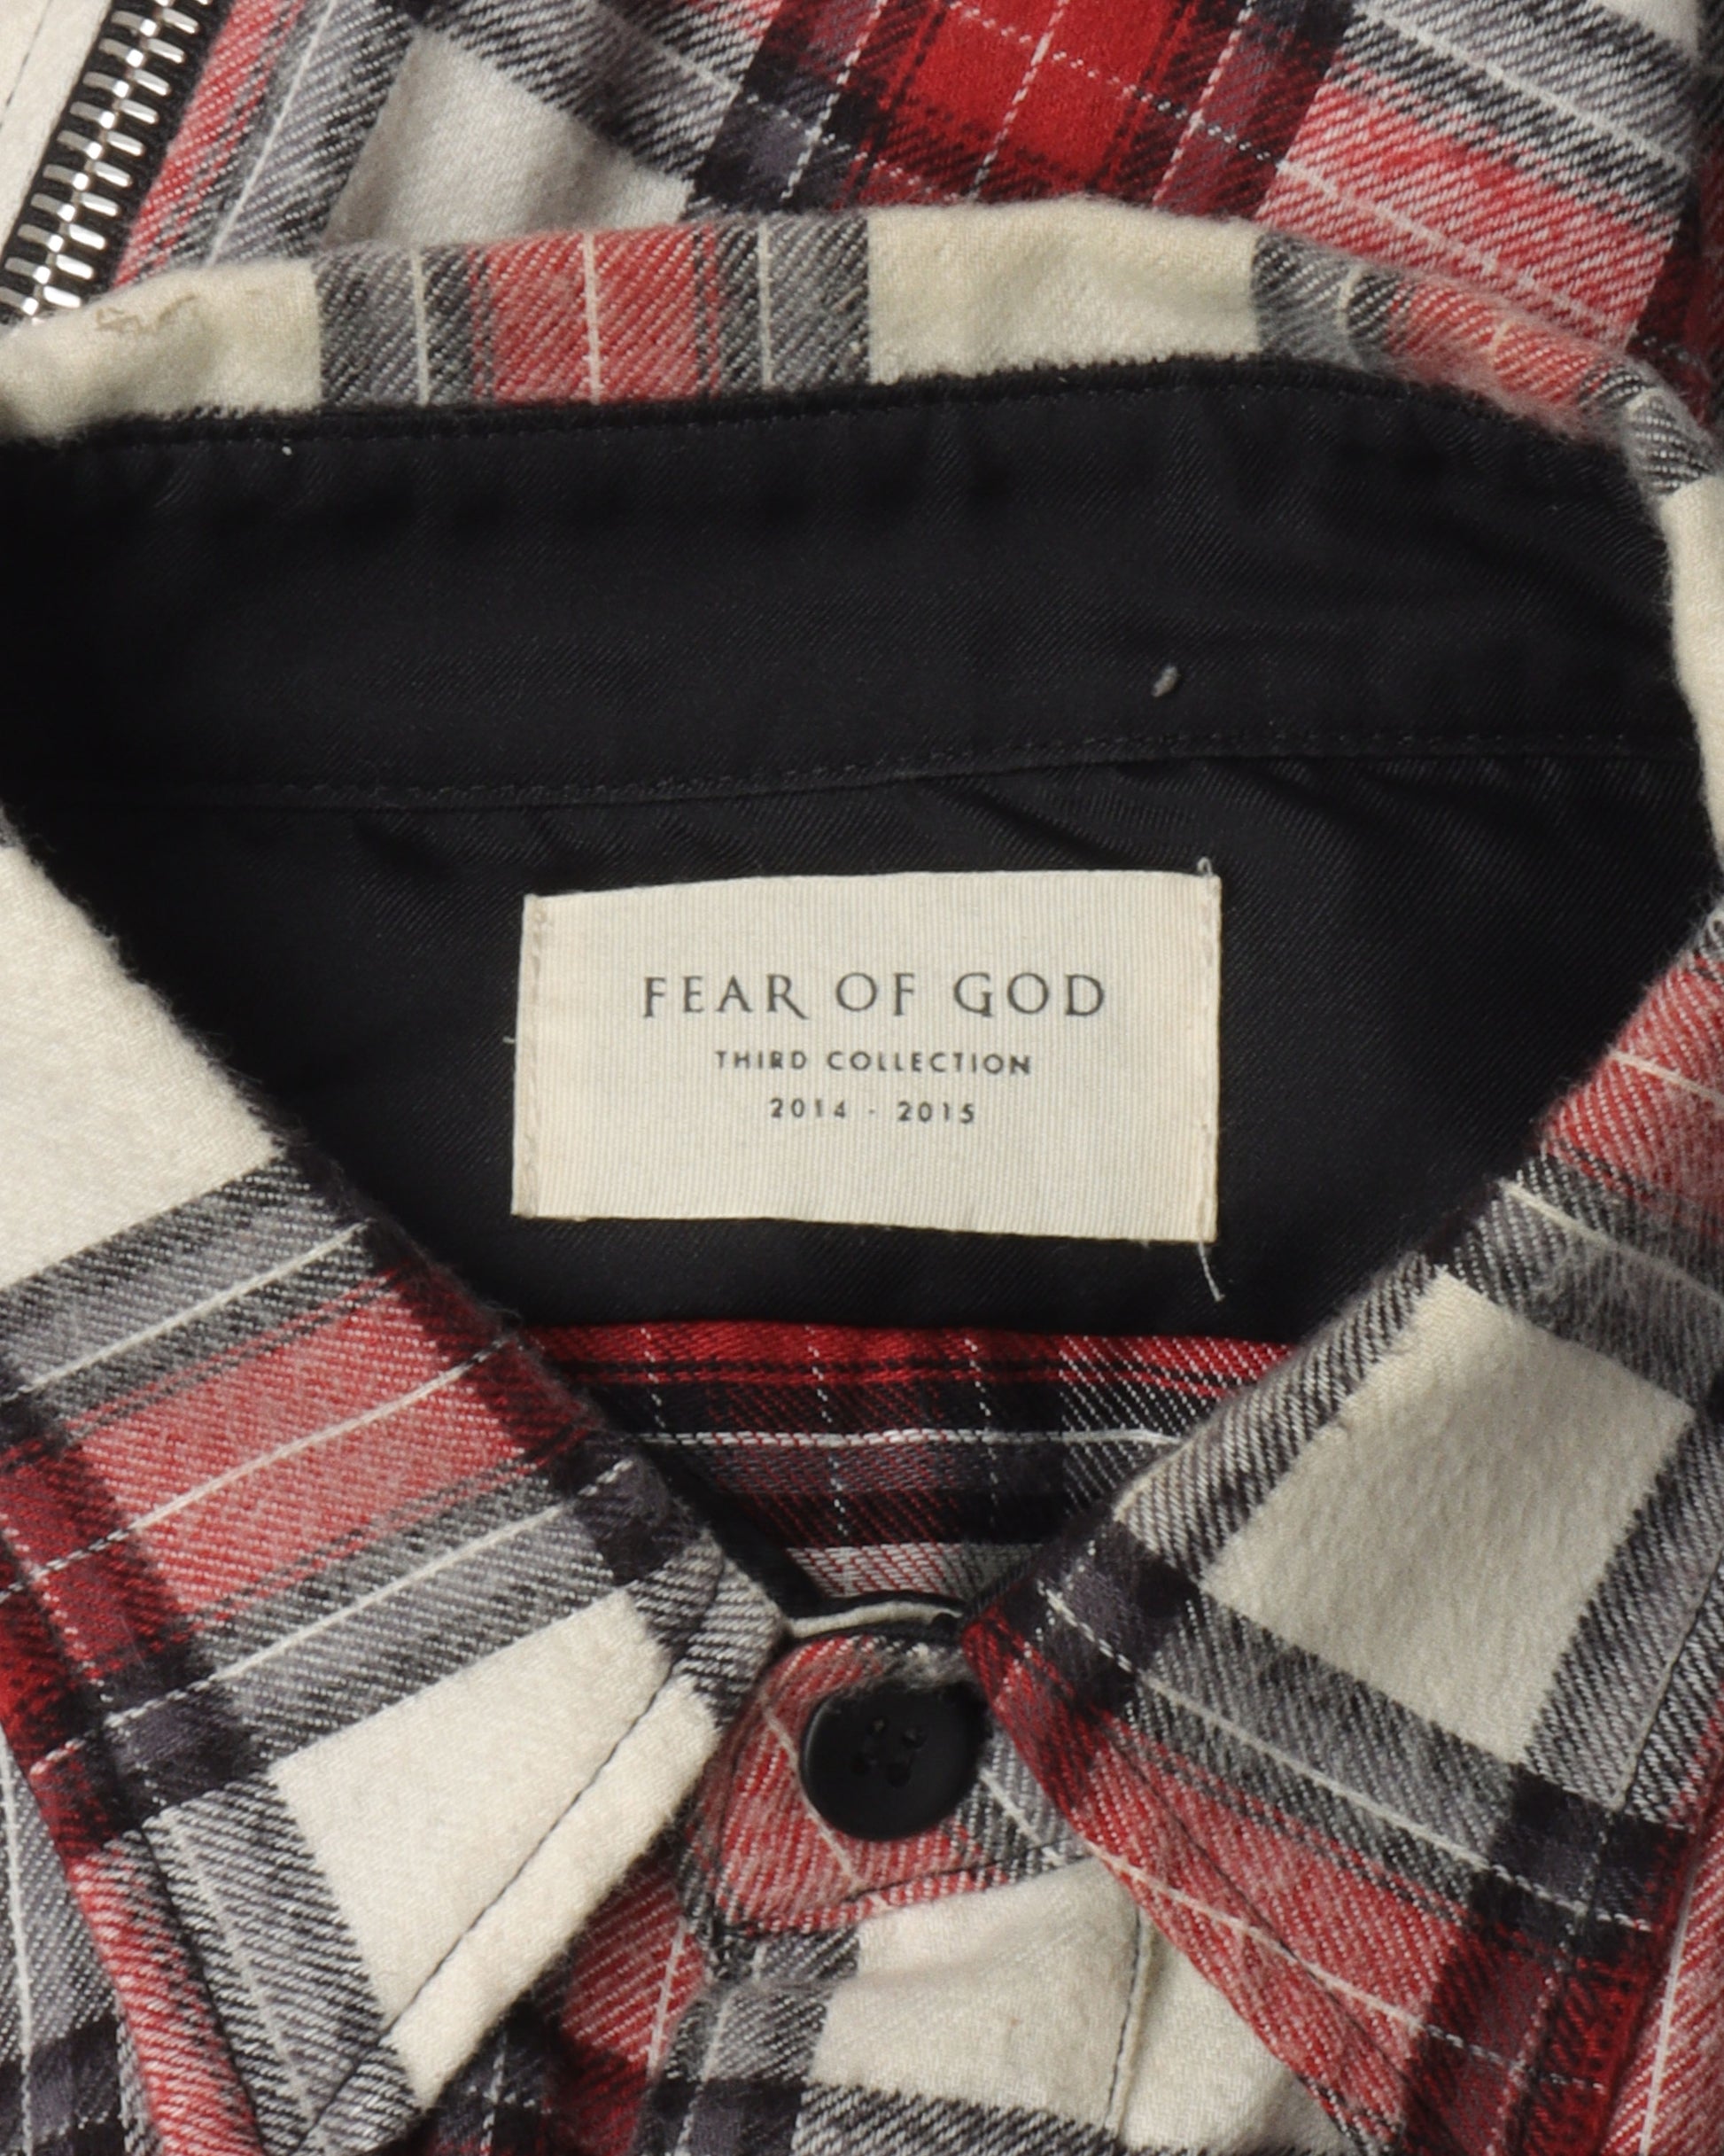 FEAR OF GOD
THIRD COLLECTION
2014 - 2015